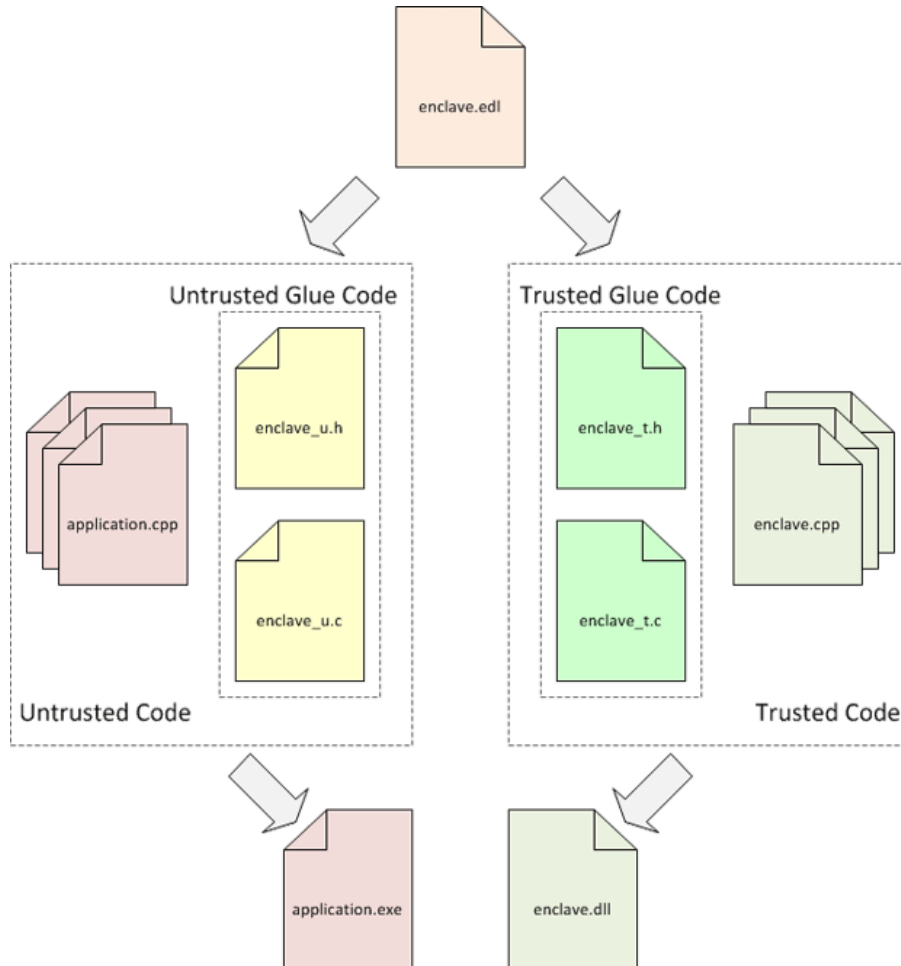 enclave.edl
Untrusted Glue Code
Trusted Glue Code
enclave_u.h
enclave_t.h
application.cpp
enclave.cpp
enclave_u.c
enclave_t.c
Untrusted Code
Trusted Code
application.exe
enclave.dll